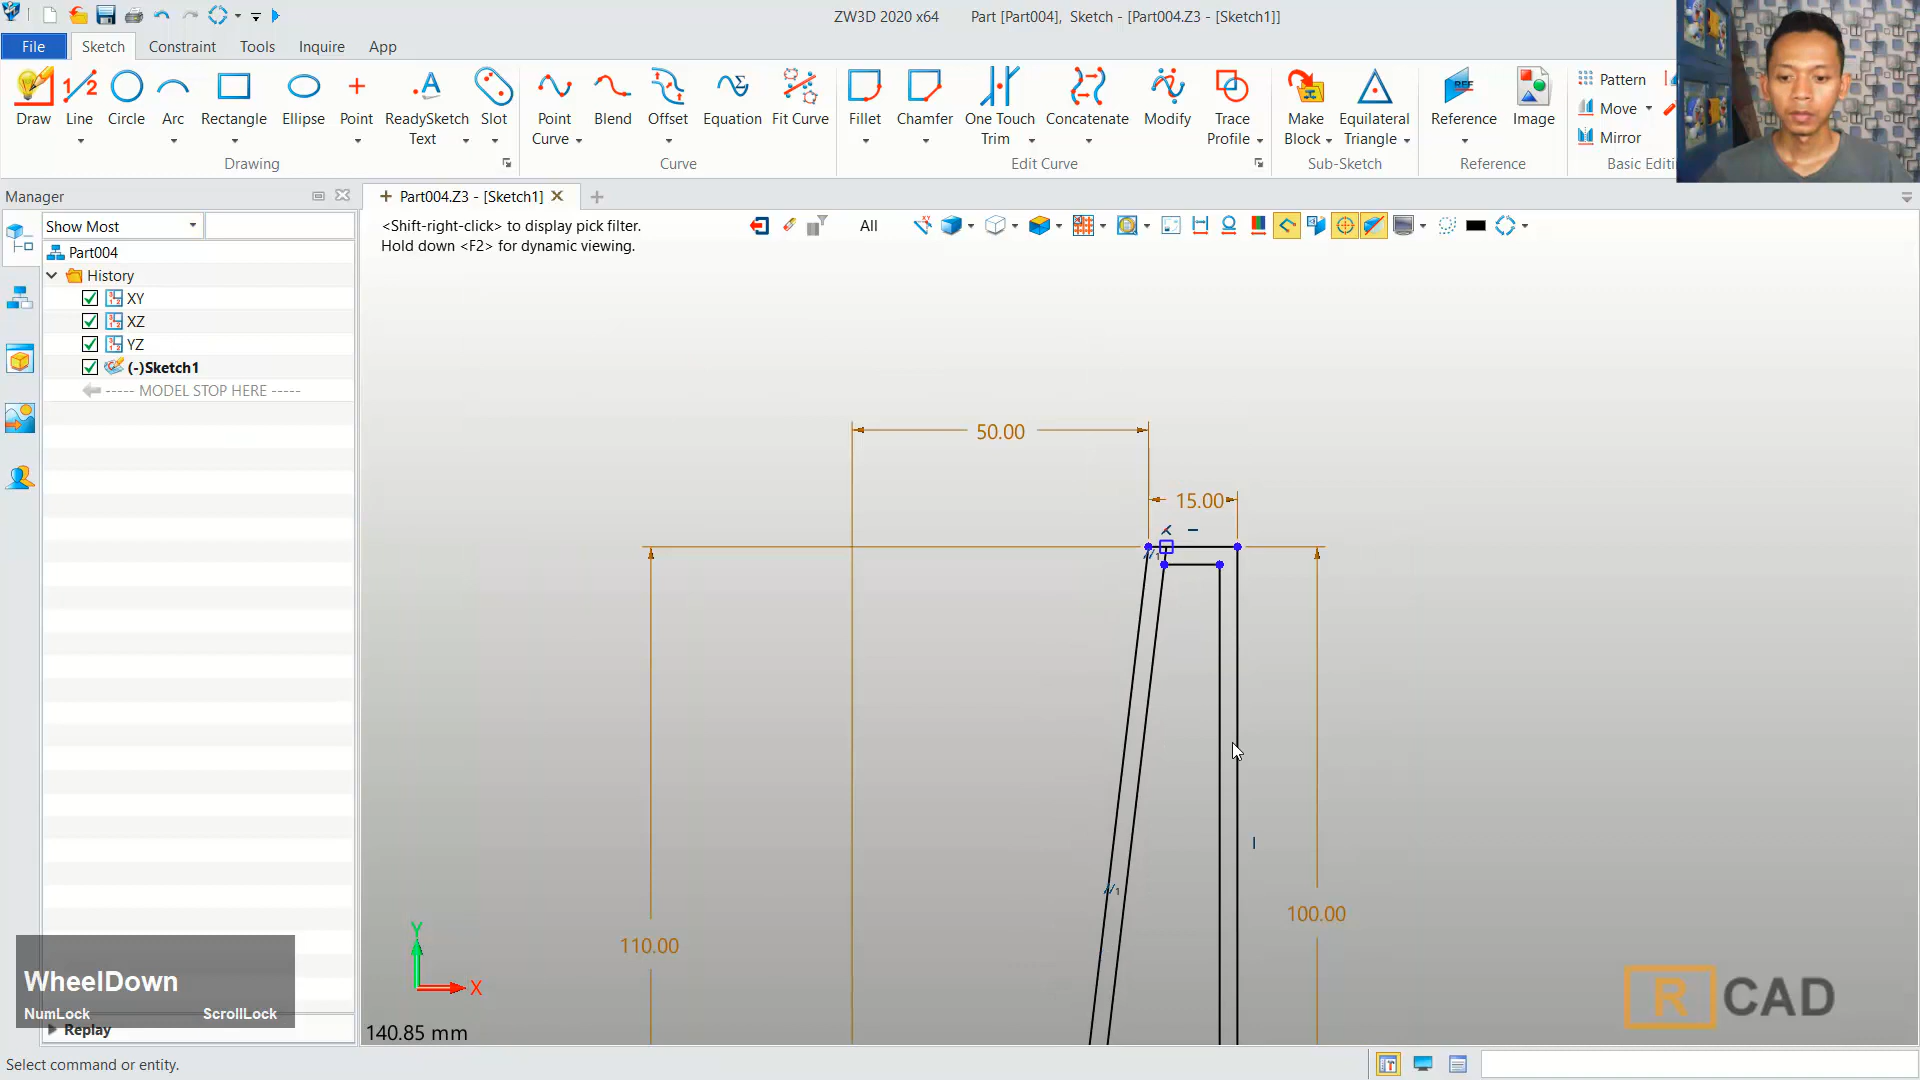 ZW3D 2020 x64 Part [Part004], Sketch - [Part004.Z3 - [Sketch1]]
File Sketch Constraint Tools Inquire App
Draw Line Circle Arc Rectangle Ellipse Point ReadySketch Text Slot
Drawing
Point Curve Blend Offset Equation Fit Curve
Curve
Fillet Chamfer One Touch Trim Concatenate Modify Trace Profile
Edit Curve
Make Block Equilateral Triangle
Sub-Sketch
Reference Image
REF
Reference
Pattern
Move
Mirror
Basic Editi
Manager
Part004.Z3 - [Sketch1]
Show Most
<Shift-right-click> to display pick filter.
Hold down <F2> for dynamic viewing.
All
Part004
History
XY
XZ
YZ
(-)Sketch1
----- MODEL STOP HERE -----
50.00
15.00
100.00
110.00
Y
X
WheelDown
NumLock ScrollLock
Replay
140.85 mm
R CAD
Select command or entity.